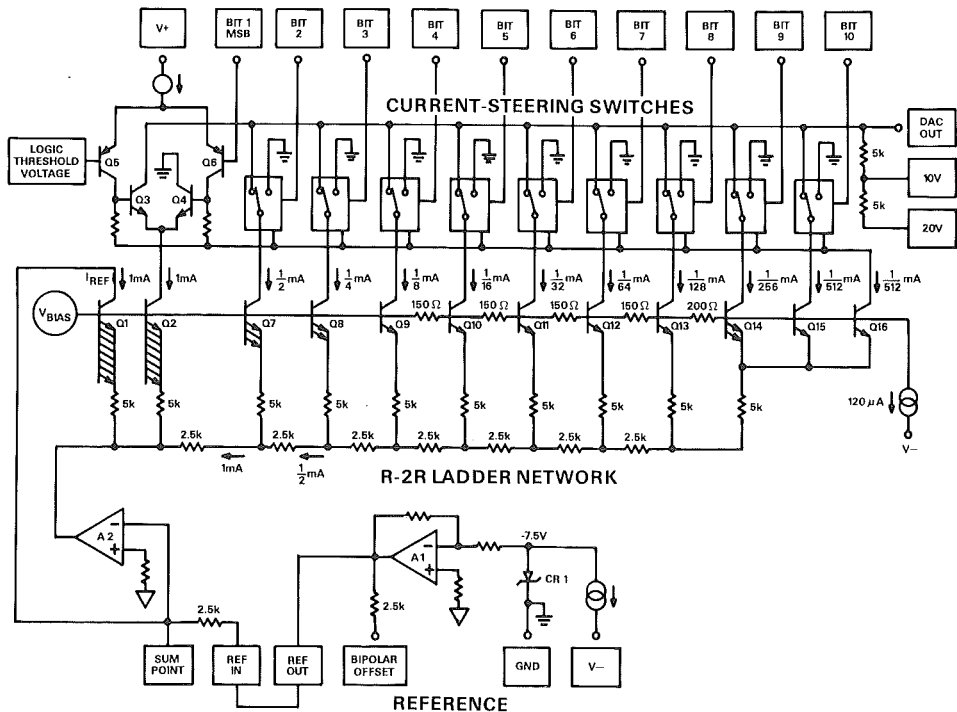 V+
BIT 1
MSB
BIT
2
BIT
3
BIT
4
BIT
5
BIT
6
BIT
7
BIT
8
BIT
9
BIT
10
CURRENT-STEERING SWITCHES
DAC
OUT
LOGIC
THRESHOLD
VOLTAGE
Q5
Q6
Q3
Q4
5k
10V
5k
20V
IREF
1mA
1mA
1/2 mA
1/4 mA
1/8 mA
1/16 mA
1/32 mA
1/64 mA
1/128 mA
1/256 mA
1/512 mA
1/512 mA
VBIAS
150 Ω
150 Ω
150 Ω
150 Ω
200 Ω
Q1
Q2
Q7
Q8
Q9
Q10
Q11
Q12
Q13
Q14
Q15
Q16
5k
5k
5k
5k
5k
5k
5k
5k
5k
5k
120 μA
V−
2.5k
2.5k
2.5k
2.5k
2.5k
2.5k
2.5k
1mA
1/2 mA
R-2R LADDER NETWORK
A2
−
+
A1
−
+
-7.5V
CR 1
2.5k
2.5k
SUM
POINT
REF
IN
REF
OUT
BIPOLAR
OFFSET
GND
V−
REFERENCE